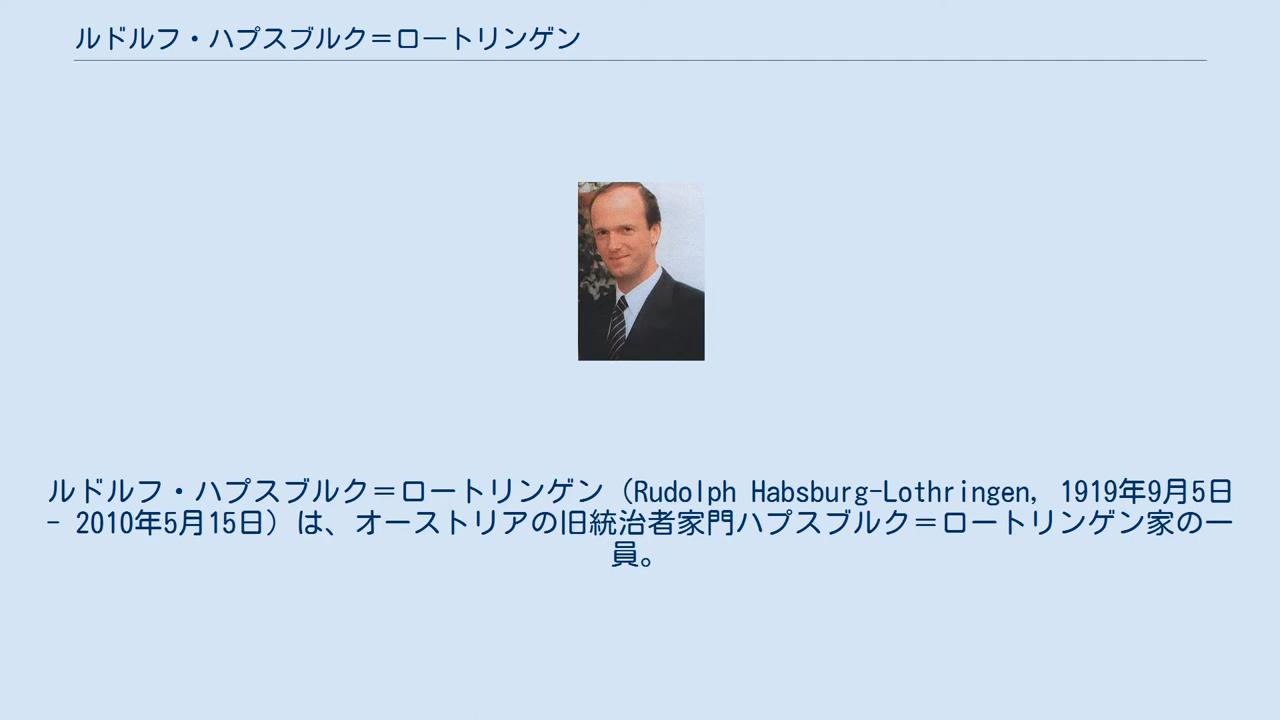 ルドルフ・ハプスブルク＝ロートリンゲン
ルドルフ・ハプスブルク＝ロートリンゲン（Rudolph Habsburg-Lothringen, 1919年9月5日
- 2010年5月15日）は、オーストリアの旧統治者家門ハプスブルク＝ロートリンゲン家の一
員。